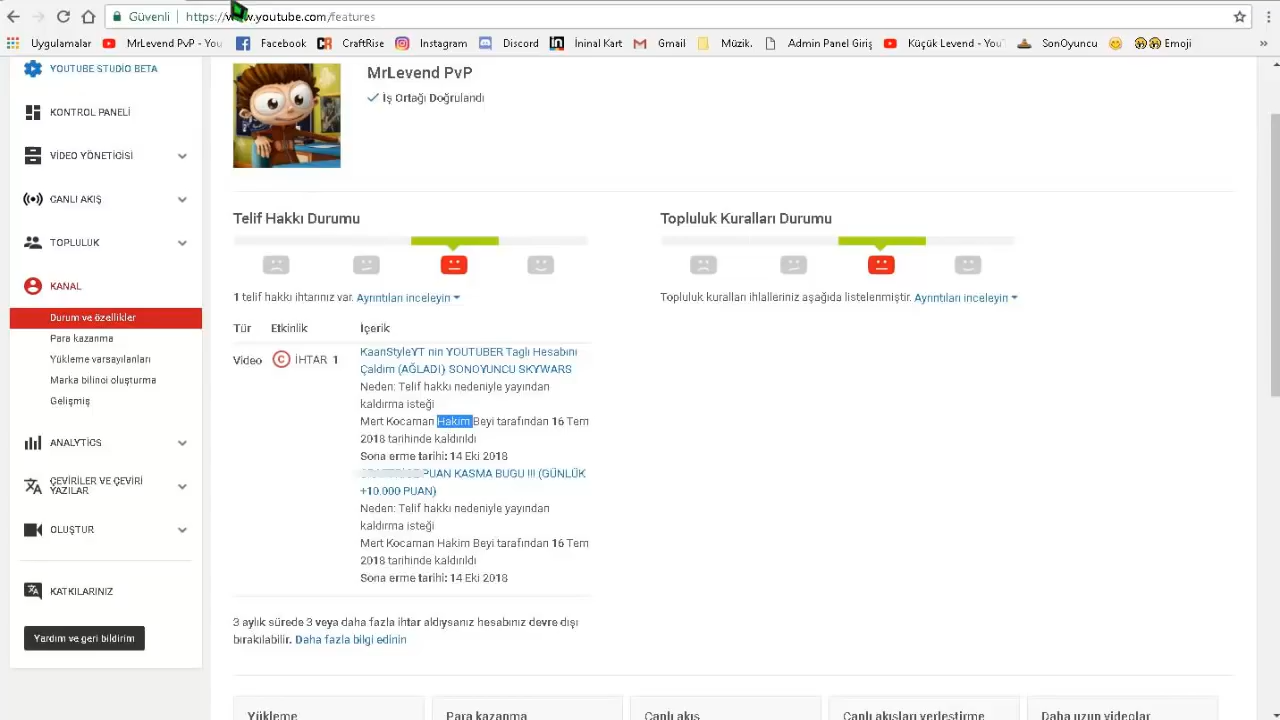 Güvenli https://www.youtube.com/features
Uygulamalar MrLevend PvP - You Facebook CraftRise Instagram Discord İninal Kart Gmail Müzik. Admin Panel Giriş Küçük Levend - You SonOyuncu Emoji »
YOUTUBE STUDIO BETA
KONTROL PANELİ
VİDEO YÖNETİCİSİ
CANLI AKIŞ
TOPLULUK
KANAL
Durum ve özellikler
Para kazanma
Yükleme varsayılanları
Marka bilinci oluşturma
Gelişmiş
ANALYTICS
ÇEVİRİLER VE ÇEVİRİ
YAZILAR
OLUŞTUR
KATKILARINIZ
Yardım ve geri bildirim
MrLevend PvP
İş Ortağı Doğrulandı
Telif Hakkı Durumu
1 telif hakkı ihtarınız var. Ayrıntıları inceleyin
Tür Etkinlik İçerik
Video İHTAR 1
KaanStyleYT nin YOUTUBER Taglı Hesabını
Çaldım (AĞLADI) SONOYUNCU SKYWARS
Neden: Telif hakkı nedeniyle yayından
kaldırma isteği
Mert Kocaman Hakim Beyi tarafından 16 Tem
2018 tarihinde kaldırıldı
Sona erme tarihi: 14 Eki 2018
PUAN KASMA BUGU !!! (GÜNLÜK
+10.000 PUAN)
Neden: Telif hakkı nedeniyle yayından
kaldırma isteği
Mert Kocaman Hakim Beyi tarafından 16 Tem
2018 tarihinde kaldırıldı
Sona erme tarihi: 14 Eki 2018
3 aylık sürede 3 veya daha fazla ihtar aldıysanız hesabınız devre dışı
bırakılabilir. Daha fazla bilgi edinin
Topluluk Kuralları Durumu
Topluluk kuralları ihlalleriniz aşağıda listelenmiştir. Ayrıntıları inceleyin
Yükleme Para kazanma Canlı akış Canlı akışları yerleştirme Daha uzun videolar